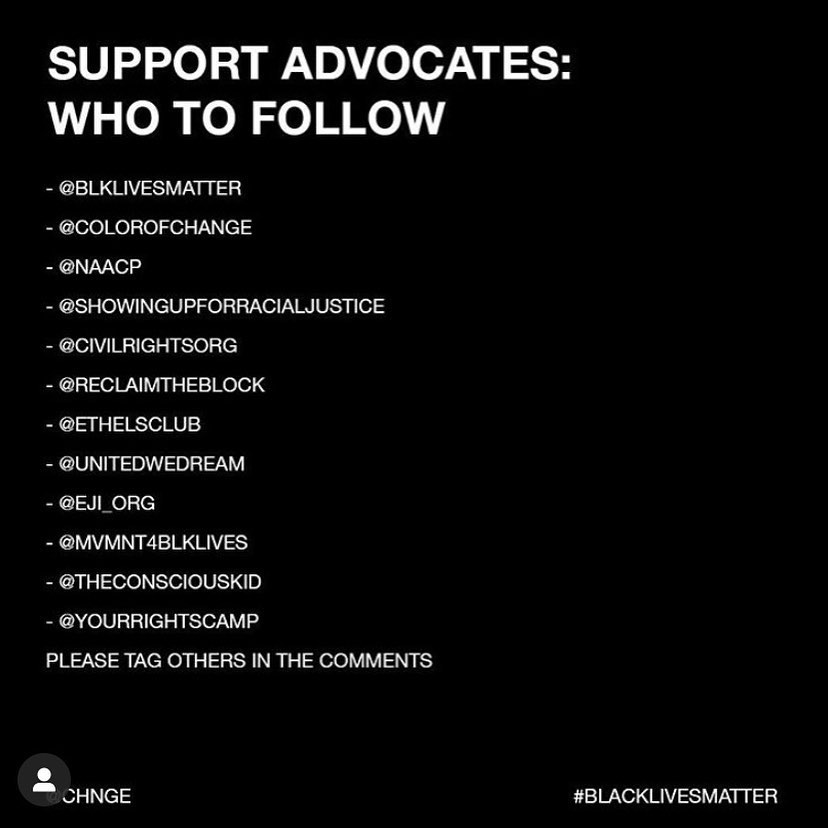 SUPPORT ADVOCATES:
WHO TO FOLLOW
- @BLKLIVESMATTER
- @COLOROFCHANGE
- @NAACP
- @SHOWINGUPFORRACIALJUSTICE
- @CIVILRIGHTSORG
- @RECLAIMTHEBLOCK
- @ETHELSCLUB
- @UNITEDWEDREAM
- @EJI_ORG
- @MVMNT4BLKLIVES
- @THECONSCIOUSKID
- @YOURRIGHTSCAMP
PLEASE TAG OTHERS IN THE COMMENTS
@CHNGE
#BLACKLIVESMATTER